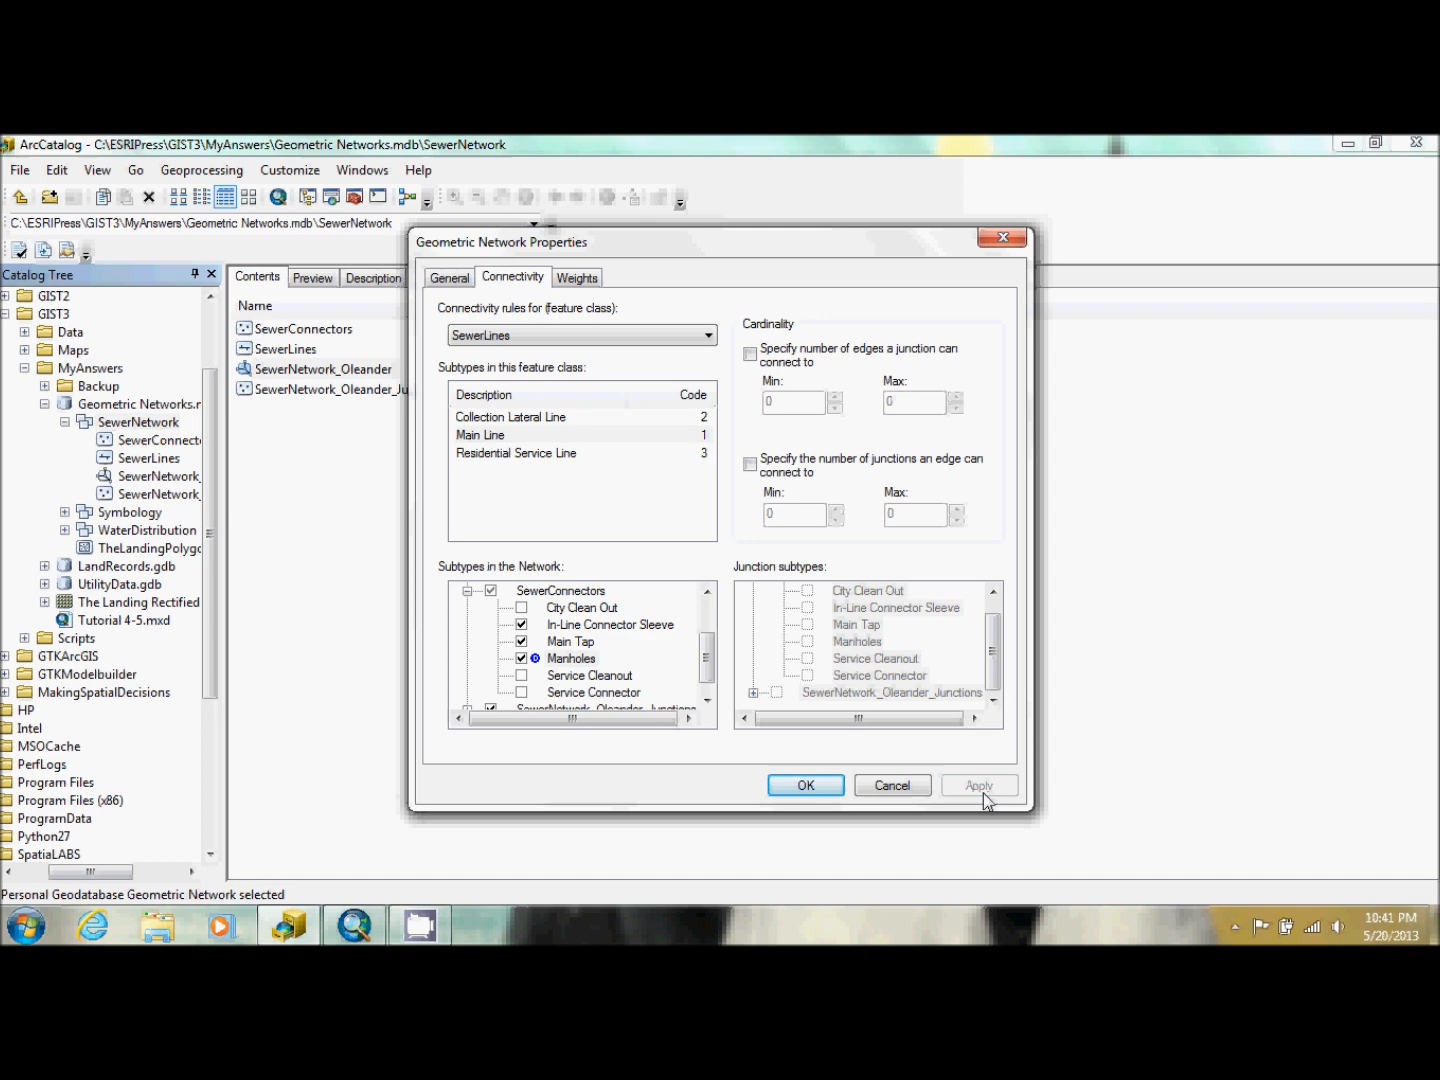 ArcCatalog - C:\ESRIPress\GIST3\MyAnswers\Geometric Networks.mdb\SewerNetwork
File Edit View Go Geoprocessing Customize Windows Help
C:\ESRIPress\GIST3\MyAnswers\Geometric Networks.mdb\SewerNetwork
Catalog Tree
GIST2
GIST3
Data
Maps
MyAnswers
Backup
Geometric Networks.r
SewerNetwork
SewerConnect
SewerLines
SewerNetwork_
SewerNetwork_
Symbology
WaterDistribution
TheLandingPolygo
LandRecords.gdb
UtilityData.gdb
The Landing Rectified
Tutorial 4-5.mxd
Scripts
GTKArcGIS
GTKModelbuilder
MakingSpatialDecisions
HP
Intel
MSOCache
PerfLogs
Program Files
Program Files (x86)
ProgramData
Python27
SpatiaLABS
Contents Preview Description
Name
SewerConnectors
SewerLines
SewerNetwork_Oleander
SewerNetwork_Oleander_Ju
Geometric Network Properties
General Connectivity Weights
Connectivity rules for (feature class):
SewerLines
Subtypes in this feature class:
Description Code
Collection Lateral Line 2
Main Line 1
Residential Service Line 3
Cardinality
Specify number of edges a junction can
connect to
Min: Max:
0 0
Specify the number of junctions an edge can
connect to
Min: Max:
0 0
Subtypes in the Network:
SewerConnectors
City Clean Out
In-Line Connector Sleeve
Main Tap
Manholes
Service Cleanout
Service Connector
SewerNetwork_Oleander_Junctions
Junction subtypes:
City Clean Out
In-Line Connector Sleeve
Main Tap
Manholes
Service Cleanout
Service Connector
SewerNetwork_Oleander_Junctions
OK Cancel Apply
Personal Geodatabase Geometric Network selected
10:41 PM
5/20/2013